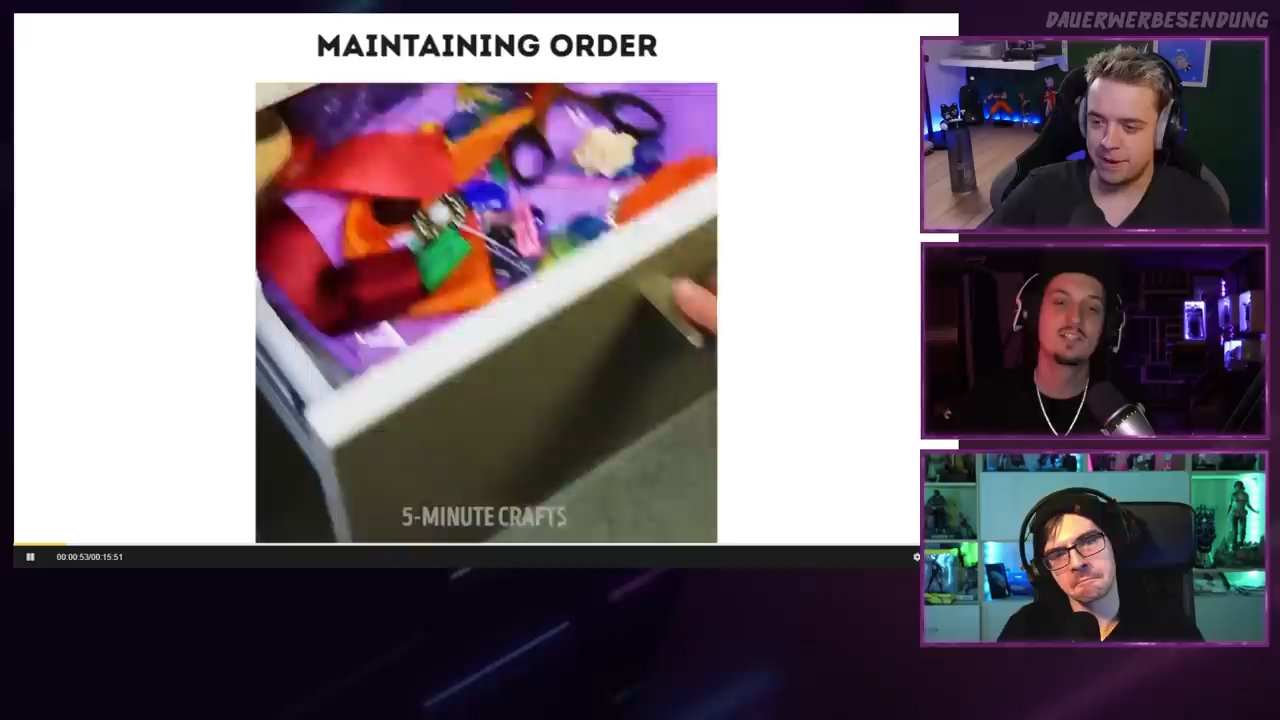 DAUERWERBESENDUNG
MAINTAINING ORDER
5-MINUTE CRAFTS
00:00:53/00:15:51